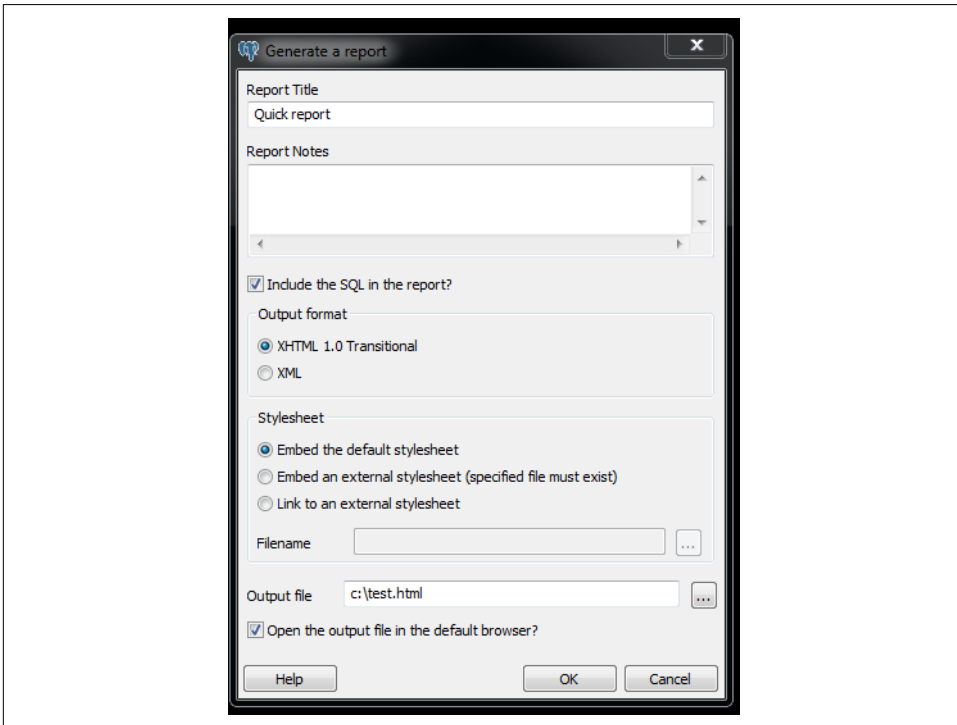 Generate a report
X
Report Title
Quick report
Report Notes
Include the SQL in the report?
Output format
XHTML 1.0 Transitional
XML
Stylesheet
Embed the default stylesheet
Embed an external stylesheet (specified file must exist)
Link to an external stylesheet
Filename ...
Output file c:\test.html ...
Open the output file in the default browser?
Help OK Cancel